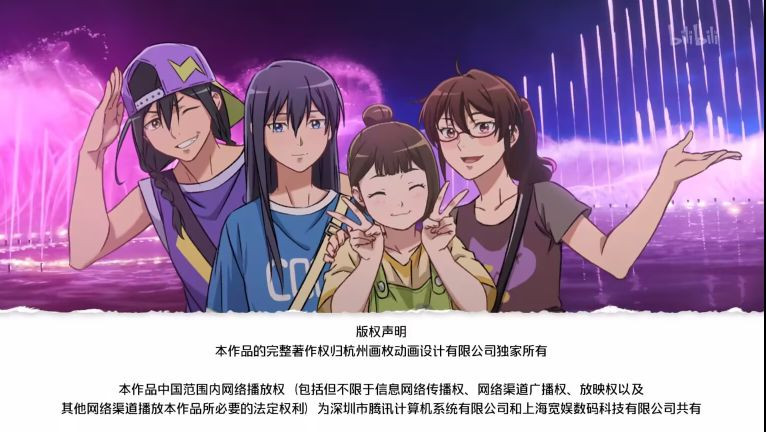 bilibili
CO
版权声明
本作品的完整著作权归杭州画枚动画设计有限公司独家所有
本作品中国范围内网络播放权（包括但不限于信息网络传播权、网络渠道广播权、放映权以及
其他网络渠道播放本作品所必要的法定权利）为深圳市腾讯计算机系统有限公司和上海宽娱数码科技有限公司共有